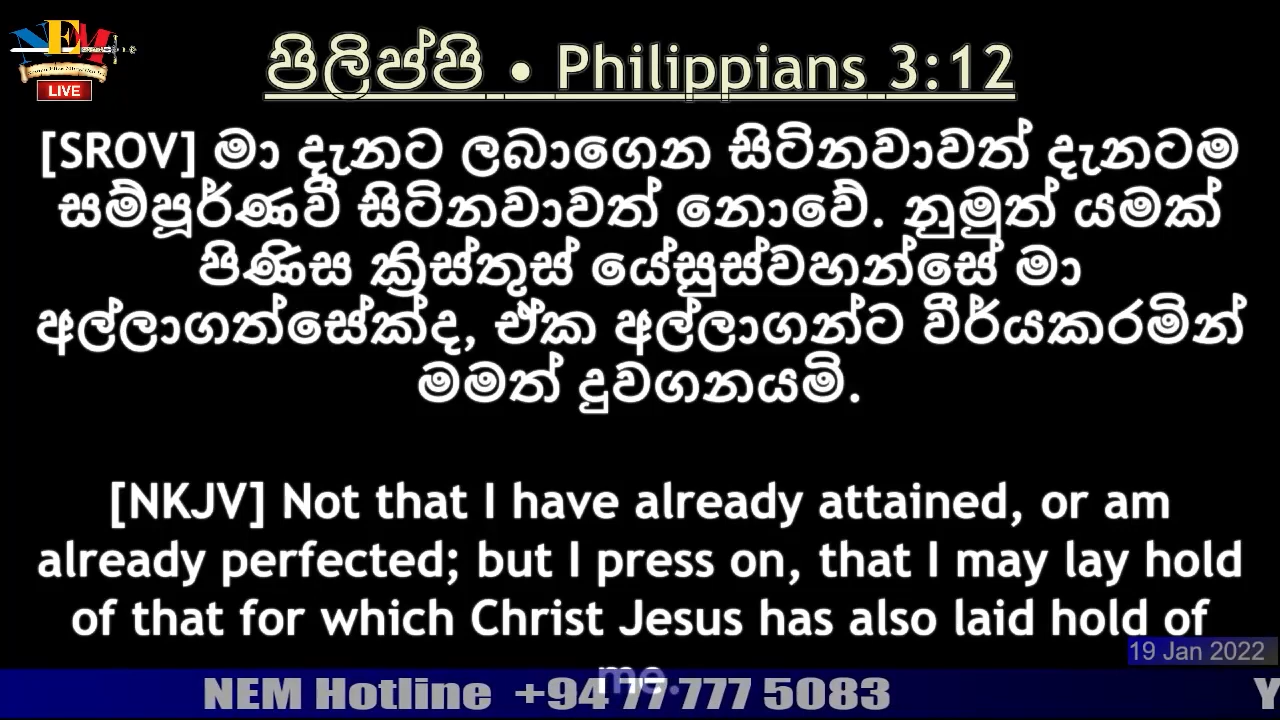 NEM
LIVE
පිලිප්පි • Philippians 3:12
[SROV] මා දැනට ලබාගෙන සිටිනවාවත් දැනටම
සම්පූර්ණවී සිටිනවාවත් නොවේ. නුමුත් යමක්
පිණිස ක්‍රිස්තුස් යේසුස්වහන්සේ මා
අල්ලාගත්සේක්ද, ඒක අල්ලාගන්ට වීර්යකරමින්
මමත් දුවගනයමි.
[NKJV] Not that I have already attained, or am
already perfected; but I press on, that I may lay hold
of that for which Christ Jesus has also laid hold of
me.
19 Jan 2022
NEM Hotline +94 77 777 5083
Y